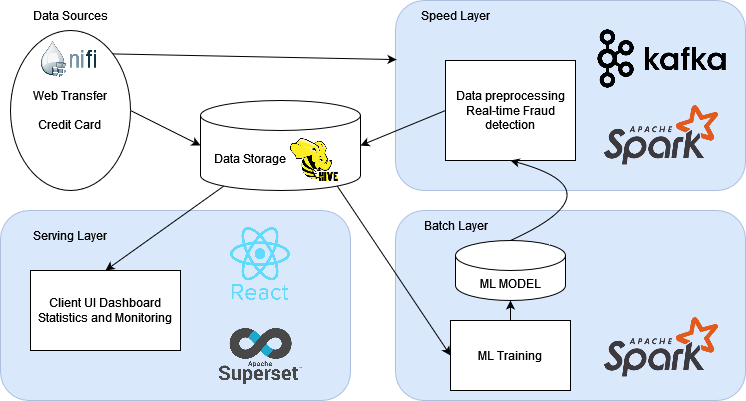 Data Sources
nifi
Web Transfer
Credit Card
Speed Layer
kafka
Data preprocessing
Real-time Fraud
detection
APACHE
Spark
Data Storage
HIVE
Serving Layer
React
Client UI Dashboard
Statistics and Monitoring
Apache
Superset™
Batch Layer
ML MODEL
ML Training
APACHE
Spark